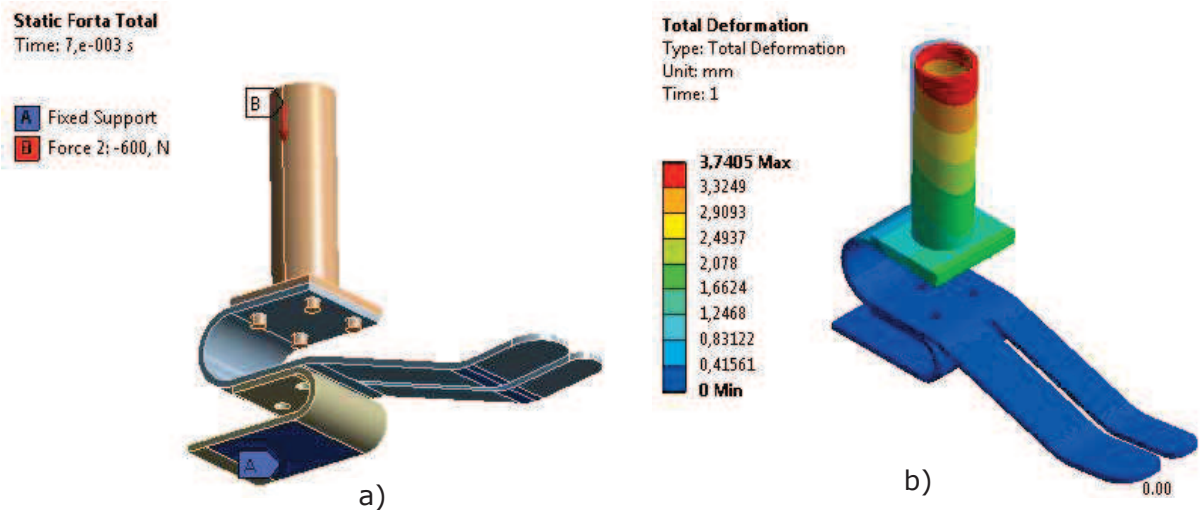 Static Forta Total
Time: 7,e-003 s
A Fixed Support
B Force 2: -600, N
B
A
a)
Total Deformation
Type: Total Deformation
Unit: mm
Time: 1
3,7405 Max
3,3249
2,9093
2,4937
2,078
1,6624
1,2468
0,83122
0,41561
0 Min
0.00
b)